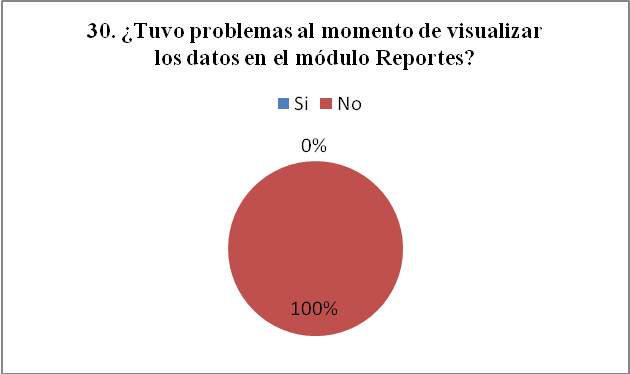 30. ¿Tuvo problemas al momento de visualizar
los datos en el módulo Reportes?
Si No
0%
100%